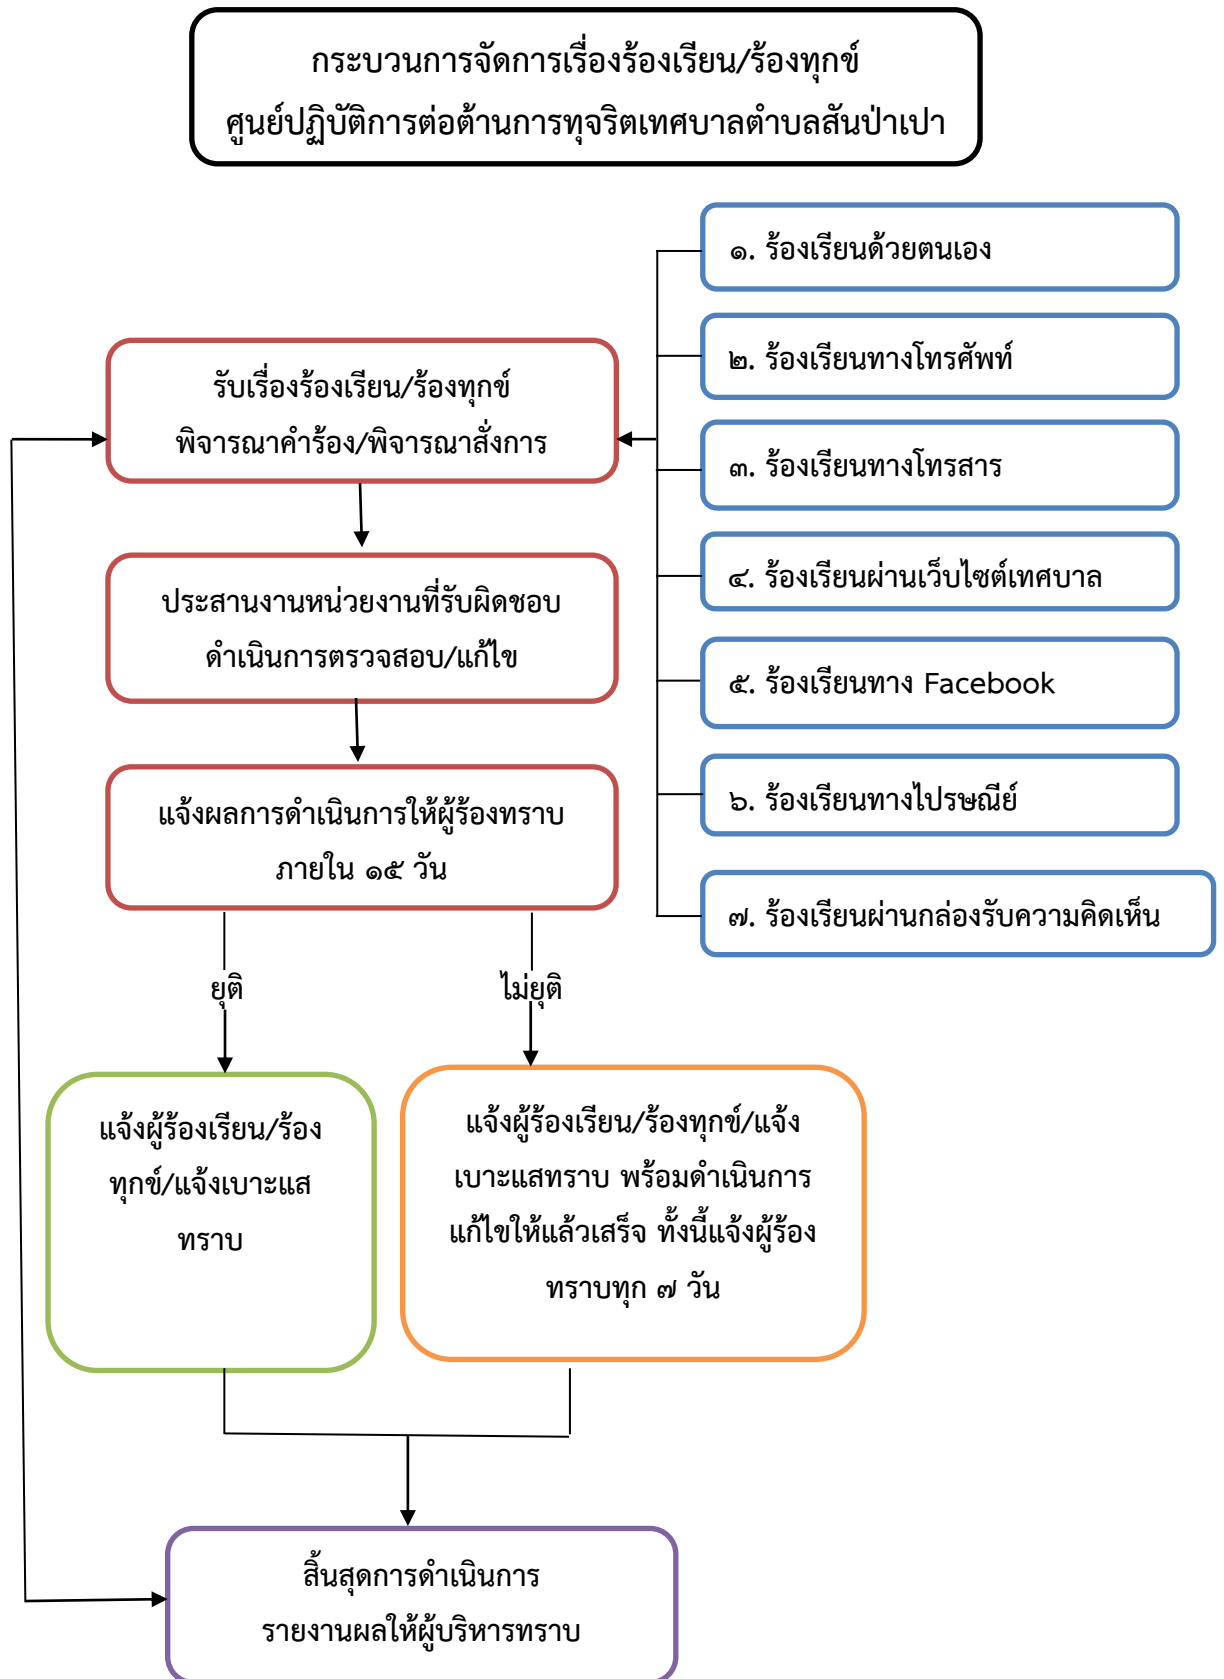 กระบวนการจัดการเรื่องร้องเรียน/ร้องทุกข์
ศูนย์ปฏิบัติการต่อต้านการทุจริตเทศบาลตำบลสันป่าเปา
๑. ร้องเรียนด้วยตนเอง
๒. ร้องเรียนทางโทรศัพท์
๓. ร้องเรียนทางโทรสาร
๔. ร้องเรียนผ่านเว็บไซต์เทศบาล
๕. ร้องเรียนทาง Facebook
๖. ร้องเรียนทางไปรษณีย์
๗. ร้องเรียนผ่านกล่องรับความคิดเห็น
รับเรื่องร้องเรียน/ร้องทุกข์
พิจารณาคำร้อง/พิจารณาสั่งการ
ประสานงานหน่วยงานที่รับผิดชอบ
ดำเนินการตรวจสอบ/แก้ไข
แจ้งผลการดำเนินการให้ผู้ร้องทราบ
ภายใน ๑๕ วัน
ยุติ
ไม่ยุติ
แจ้งผู้ร้องเรียน/ร้อง
ทุกข์/แจ้งเบาะแส
ทราบ
แจ้งผู้ร้องเรียน/ร้องทุกข์/แจ้ง
เบาะแสทราบ พร้อมดำเนินการ
แก้ไขให้แล้วเสร็จ ทั้งนี้แจ้งผู้ร้อง
ทราบทุก ๗ วัน
สิ้นสุดการดำเนินการ
รายงานผลให้ผู้บริหารทราบ